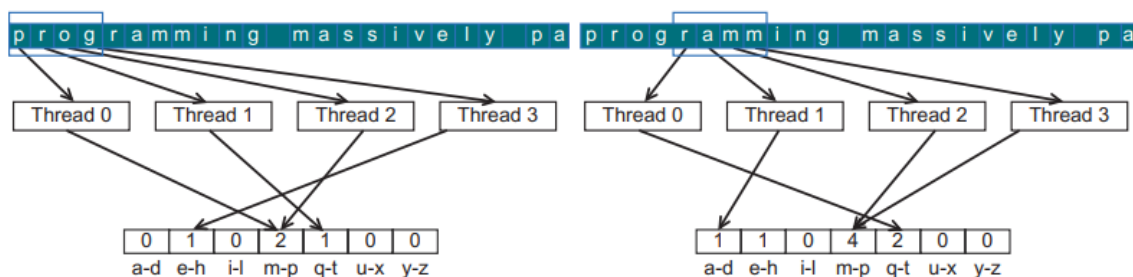 p r o g r a m m i n g m a s s i v e l y p a
Thread 0 Thread 1 Thread 2 Thread 3
0 1 0 2 1 0 0
a-d e-h i-l m-p q-t u-x y-z
p r o g r a m m i n g m a s s i v e l y p a
Thread 0 Thread 1 Thread 2 Thread 3
1 1 0 4 2 0 0
a-d e-h i-l m-p q-t u-x y-z